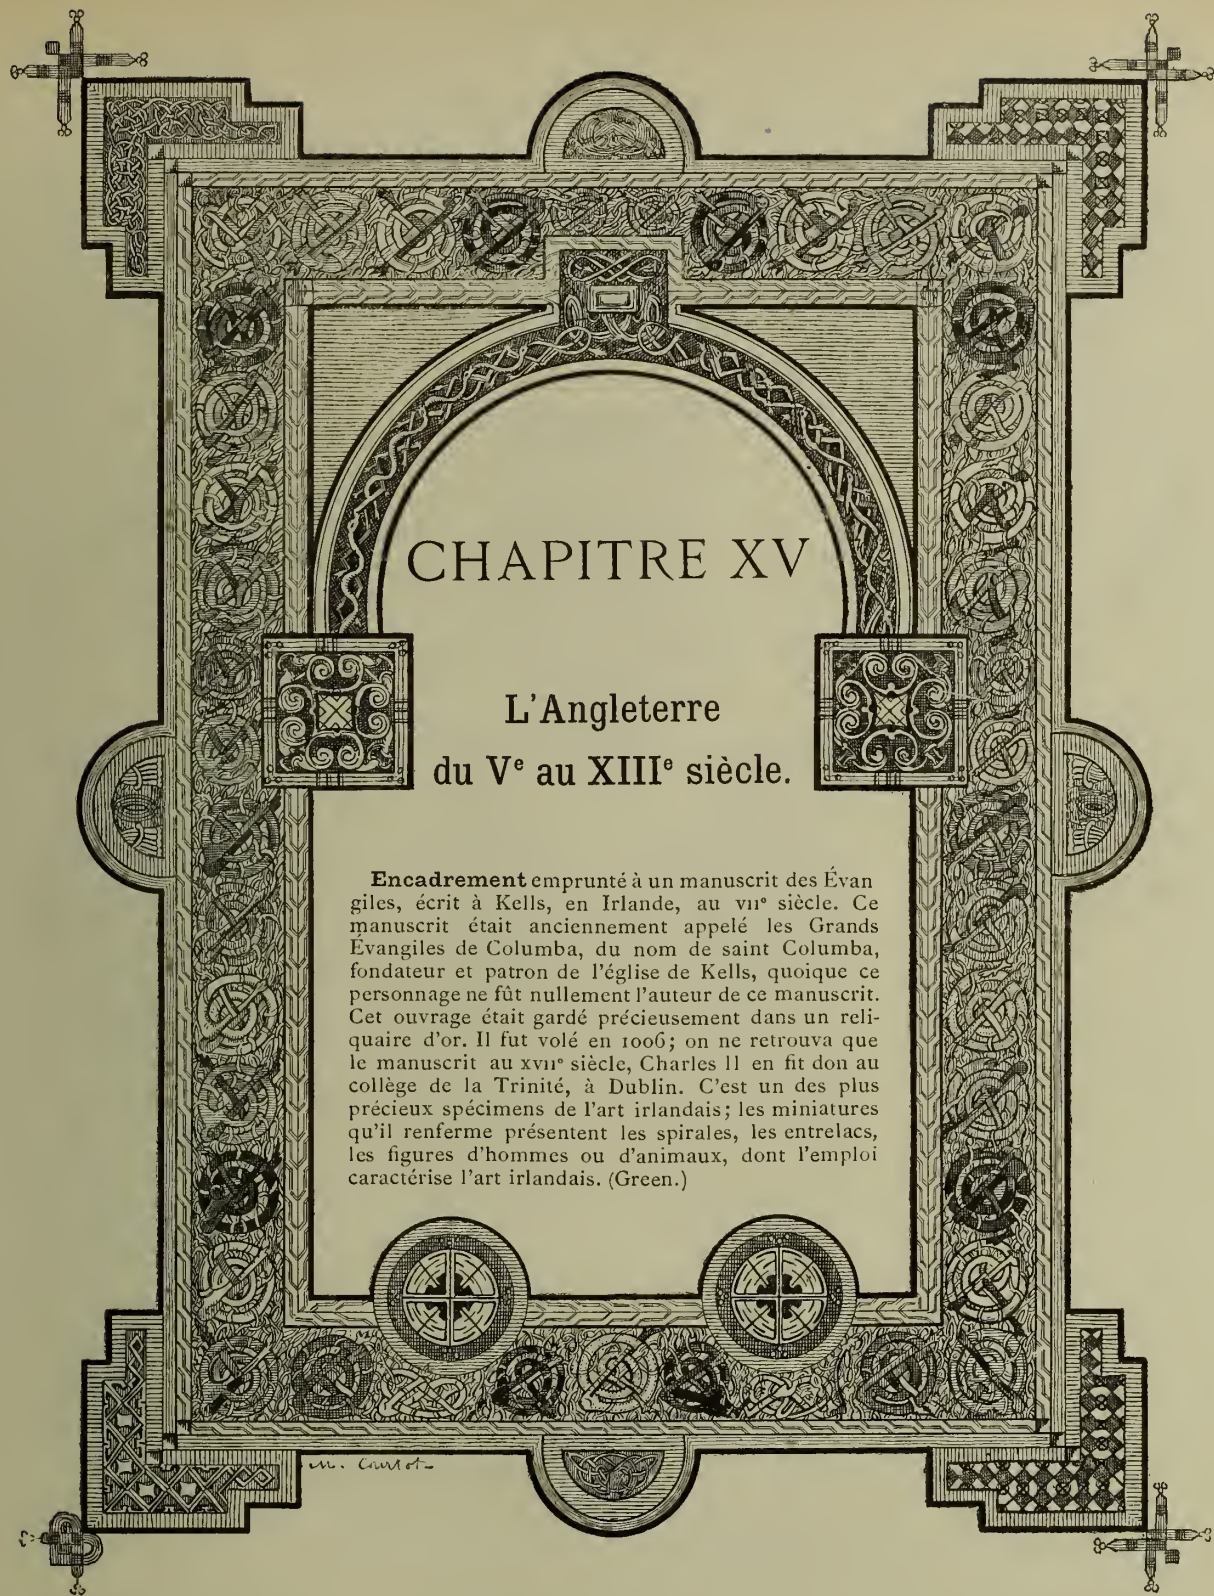 CHAPITRE XV
L'Angleterre
du Vᵉ au XIIIᵉ siècle.
Encadrement emprunté à un manuscrit des Évan
giles, écrit à Kells, en Irlande, au VIIᵉ siècle. Ce
manuscrit était anciennement appelé les Grands
Évangiles de Columba, du nom de saint Columba,
fondateur et patron de l'église de Kells, quoique ce
personnage ne fût nullement l'auteur de ce manuscrit.
Cet ouvrage était gardé précieusement dans un reli-
quaire d'or. Il fut volé en 1006; on ne retrouva que
le manuscrit au XVIIᵉ siècle, Charles II en fit don au
collège de la Trinité, à Dublin. C'est un des plus
précieux spécimens de l'art irlandais; les miniatures
qu'il renferme présentent les spirales, les entrelacs,
les figures d'hommes ou d'animaux, dont l'emploi
caractérise l'art irlandais. (Green.)